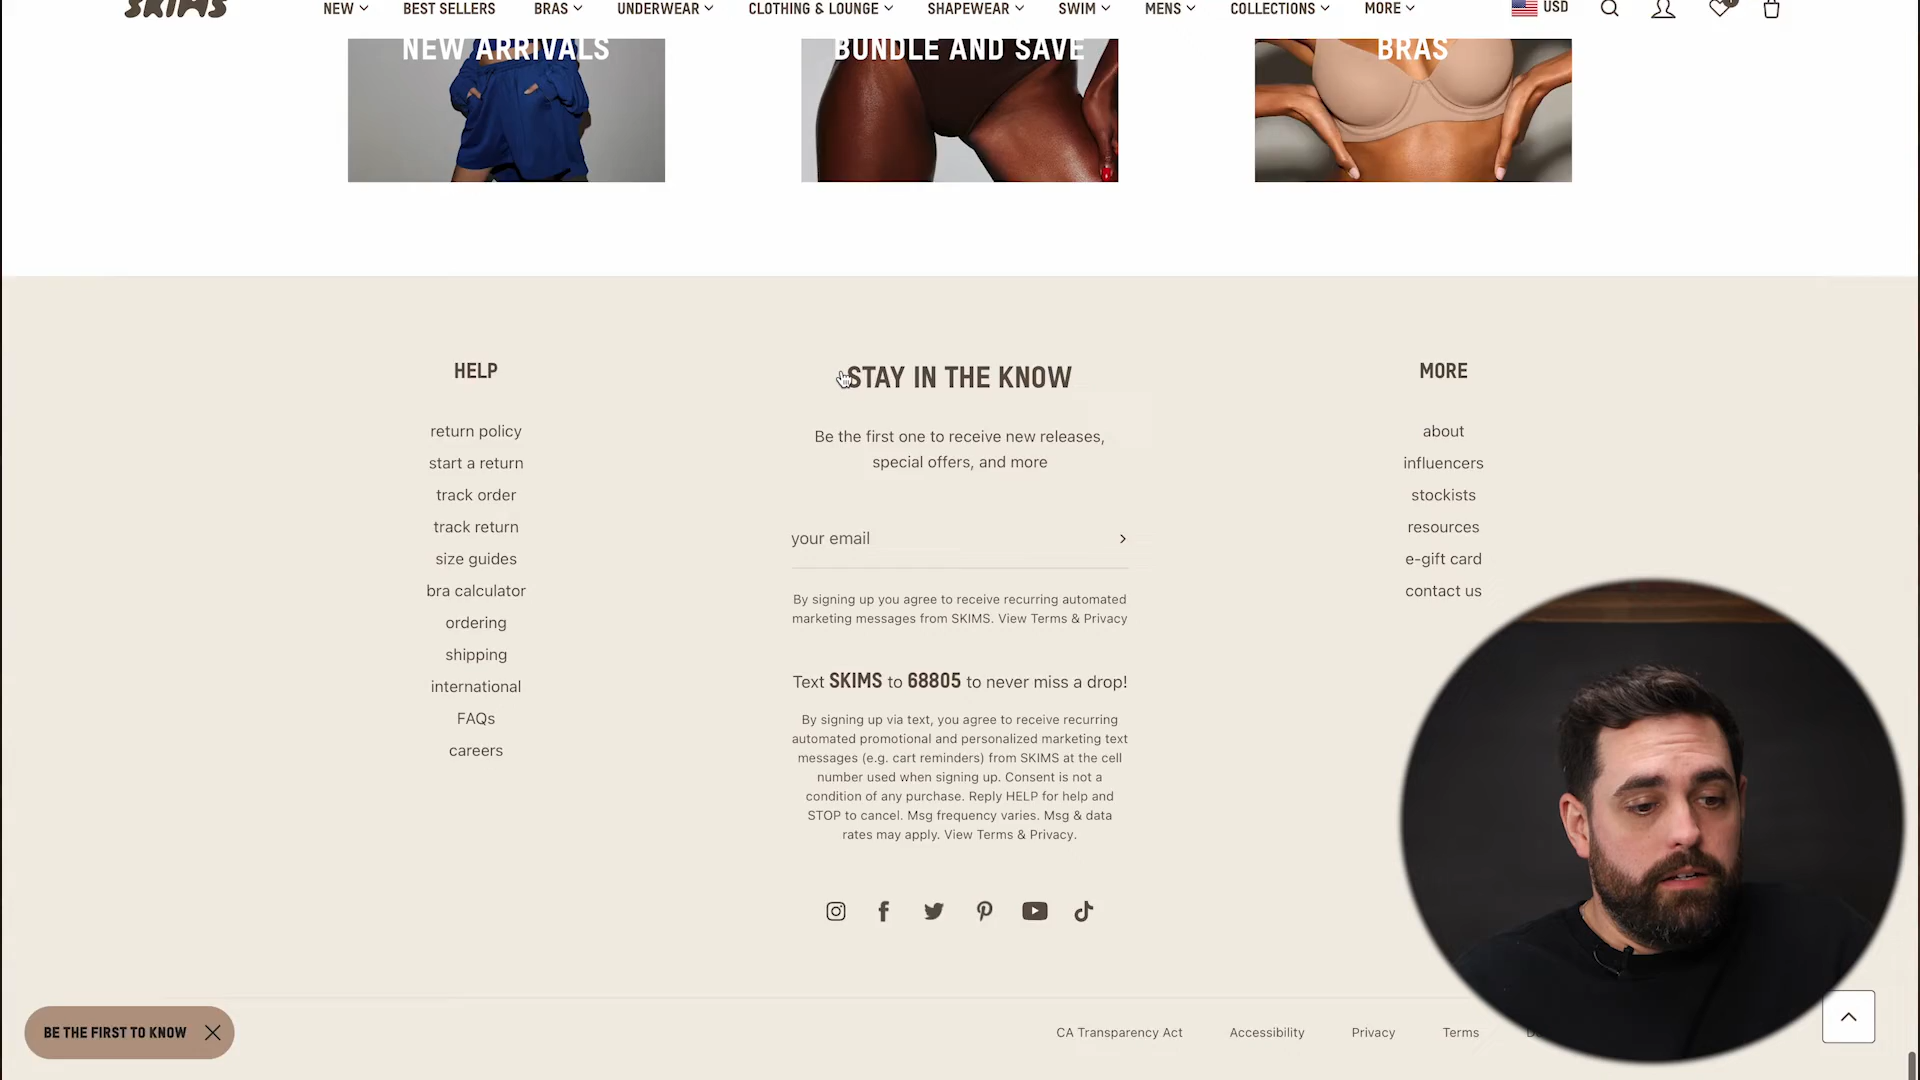 SKIMS
NEW
BEST SELLERS
BRAS
UNDERWEAR
CLOTHING & LOUNGE
SHAPEWEAR
SWIM
MENS
COLLECTIONS
MORE
USD
NEW ARRIVALS
BUNDLE AND SAVE
BRAS
HELP
return policy
start a return
track order
track return
size guides
bra calculator
ordering
shipping
international
FAQs
careers
STAY IN THE KNOW
Be the first one to receive new releases,
special offers, and more
your email
By signing up you agree to receive recurring automated
marketing messages from SKIMS. View Terms & Privacy
Text SKIMS to 68805 to never miss a drop!
By signing up via text, you agree to receive recurring
automated promotional and personalized marketing text
messages (e.g. cart reminders) from SKIMS at the cell
number used when signing up. Consent is not a
condition of any purchase. Reply HELP for help and
STOP to cancel. Msg frequency varies. Msg & data
rates may apply. View Terms & Privacy.
MORE
about
influencers
stockists
resources
e-gift card
contact us
BE THE FIRST TO KNOW
CA Transparency Act
Accessibility
Privacy
Terms